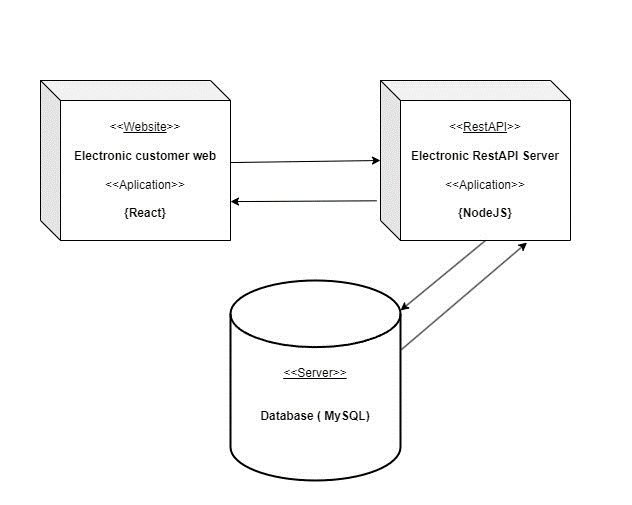 <<Website>>
Electronic customer web
<<Aplication>>
{React}
<<RestAPI>>
Electronic RestAPI Server
<<Aplication>>
{NodeJS}
<<Server>>
Database ( MySQL)